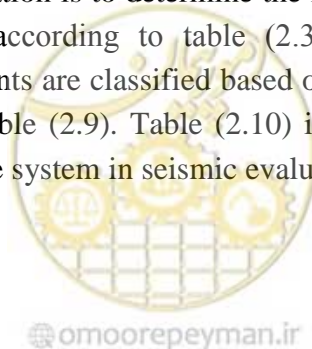 ation is to determine the
according to table (2.3
nts are classified based o
ble (2.9). Table (2.10) i
e system in seismic evalu
@omoorepeyman.ir